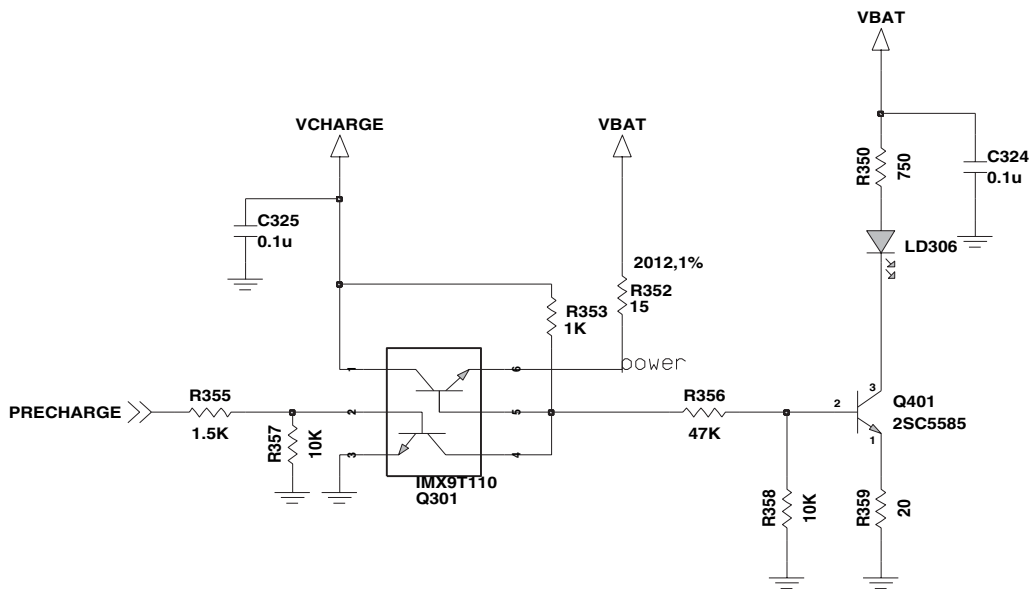 VBAT
VCHARGE
VBAT
R350
750
C324
0.1u
C325
0.1u
LD306
2012,1%
R352
15
R353
1K
power
1
6
R355
1.5K
PRECHARGE
2
5
R356
47K
2
3
Q401
2SC5585
1
R357
10K
3
4
IMX9T110
Q301
R358
10K
R359
20